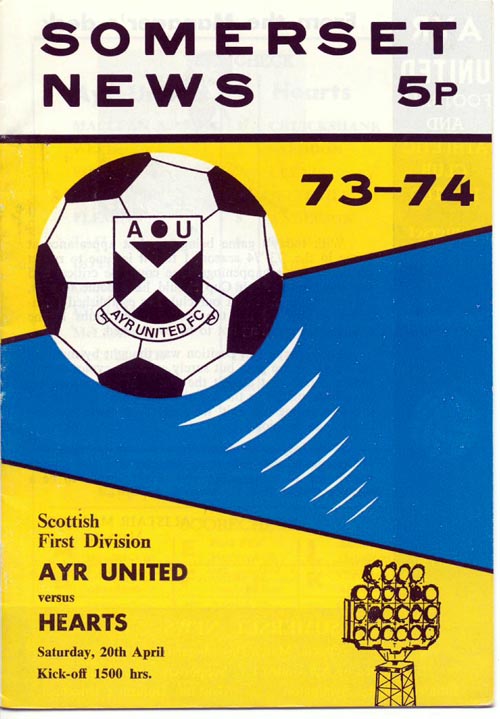 SOMERSET
NEWS 5P
73-74
A U
AYR UNITED FC
Scottish
First Division
AYR UNITED
versus
HEARTS
Saturday, 20th April
Kick-off 1500 hrs.